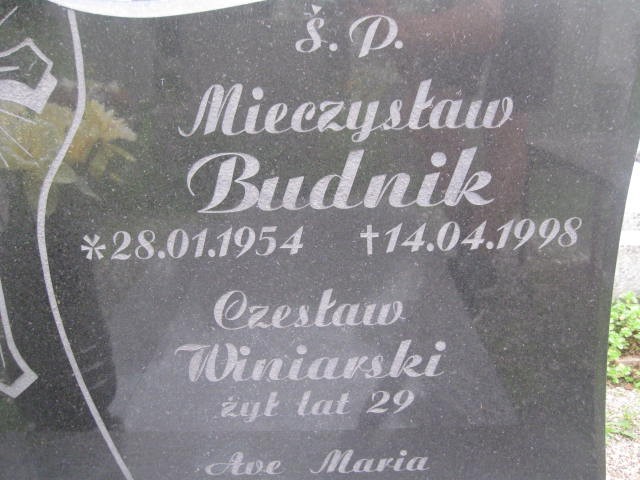 Ś. P.
Mieczysław
Budnik
*28.01.1954 †14.04.1998
Czesław
Winiarski
żył lat 29
Ave Maria